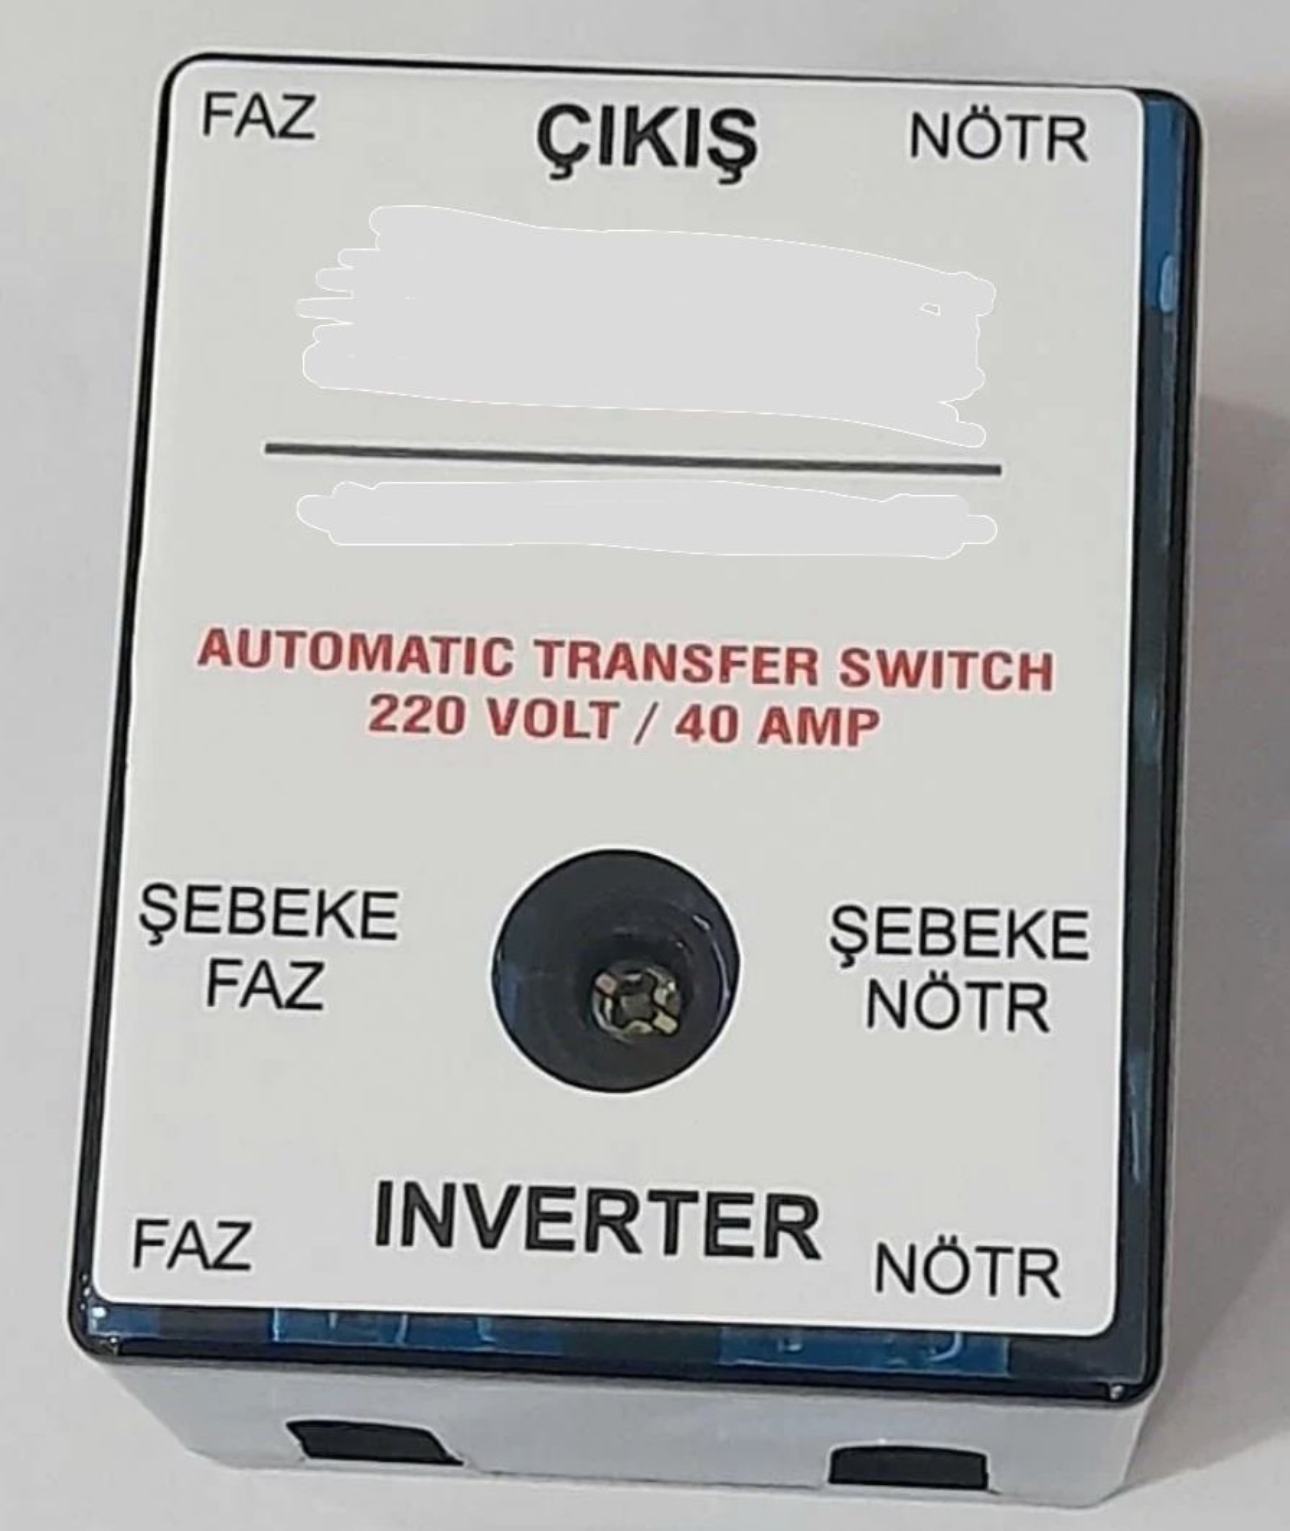 FAZ ÇIKIŞ NÖTR
AUTOMATIC TRANSFER SWITCH
220 VOLT / 40 AMP
ŞEBEKE
FAZ
ŞEBEKE
NÖTR
FAZ INVERTER NÖTR